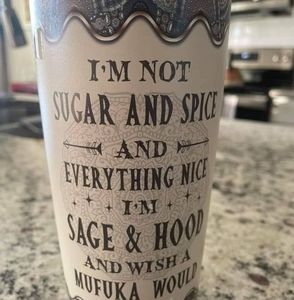 I'M NOT
SUGAR AND SPICE
AND
EVERYTHING NICE
I'M
SAGE & HOOD
AND WISH A
MUFUKA WOULD